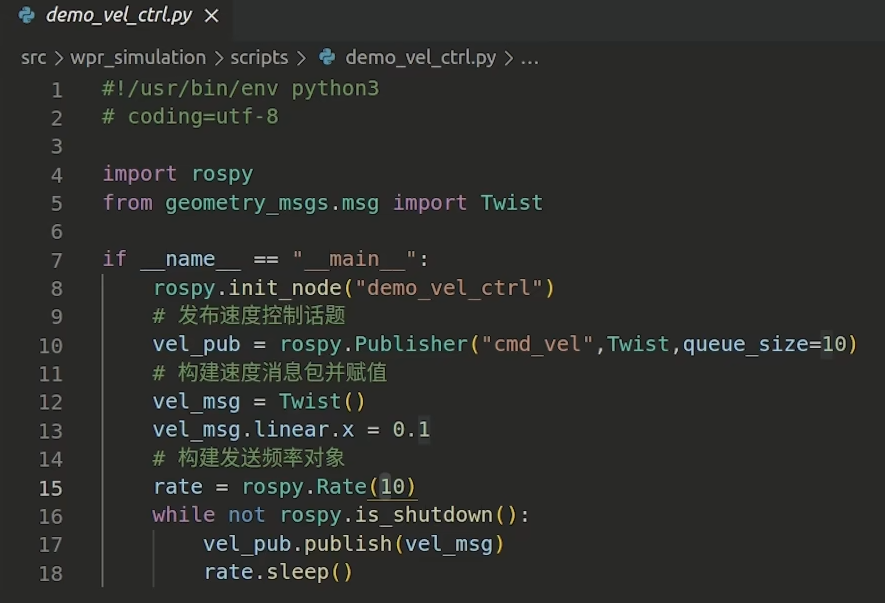 demo_vel_ctrl.py ×
src > wpr_simulation > scripts > demo_vel_ctrl.py > ...
1 #!/usr/bin/env python3
2 # coding=utf-8
3
4 import rospy
5 from geometry_msgs.msg import Twist
6
7 if __name__ == "__main__":
8     rospy.init_node("demo_vel_ctrl")
9     # 发布速度控制话题
10     vel_pub = rospy.Publisher("cmd_vel",Twist,queue_size=10)
11     # 构建速度消息包并赋值
12     vel_msg = Twist()
13     vel_msg.linear.x = 0.1
14     # 构建发送频率对象
15     rate = rospy.Rate(10)
16     while not rospy.is_shutdown():
17         vel_pub.publish(vel_msg)
18         rate.sleep()